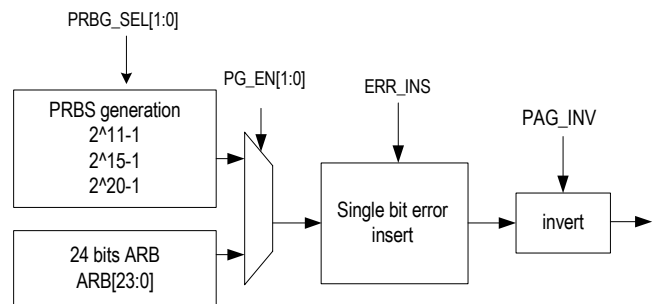 PRBG_SEL[1:0]
PG_EN[1:0]
ERR_INS
PAG_INV
PRBS generation
2^11-1
2^15-1
2^20-1
Single bit error
insert
invert
24 bits ARB
ARB[23:0]